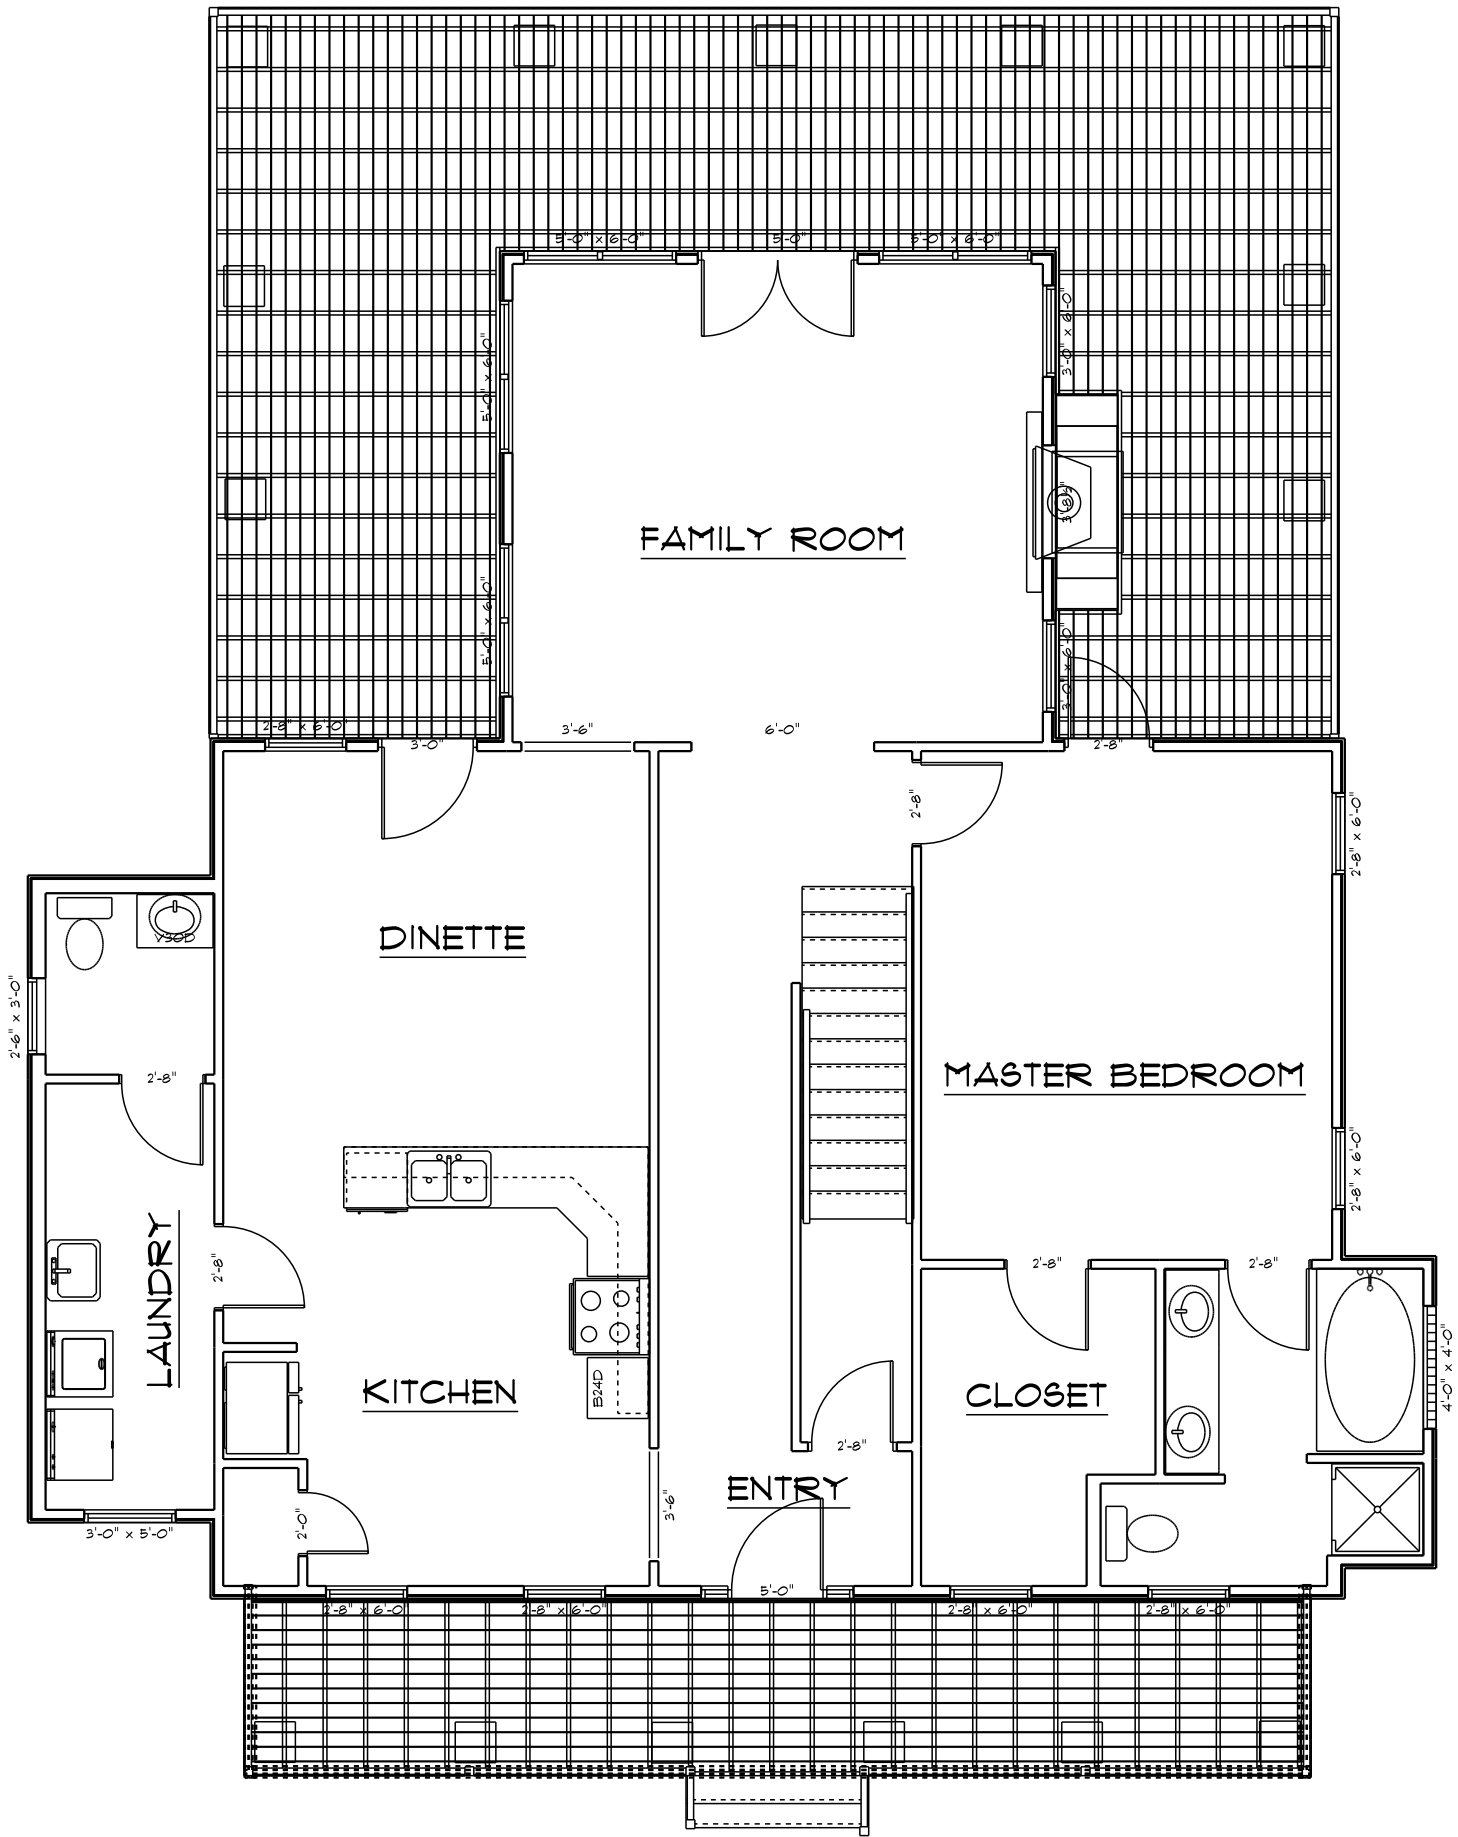 5'-0" x 6'-0"
5'-0"
5'-0" x 6'-0"
5'-0" x 6'-0"
3'-0" x 6'-0"
3'-8½"
FAMILY ROOM
5'-0" x 6'-0"
3'-0" x 6'-0"
2-8" x 6'-0"
3'-0"
3'-6"
6'-0"
2'-8"
2'-8"
2'-8" x 6'-0"
V30D
DINETTE
2'-6" x 3'-0"
2'-8"
MASTER BEDROOM
2'-8" x 6'-0"
2'-8"
2'-8"
2'-8"
LAUNDRY
KITCHEN
B24D
CLOSET
4'-0" x 4'-0"
2'-8"
ENTRY
3'-6"
2'-0"
3'-0" x 5'-0"
5'-0"
2'-8" x 6'-0"
2'-8" x 6'-0"
2'-8" x 6'-0"
2'-8" x 6'-0"